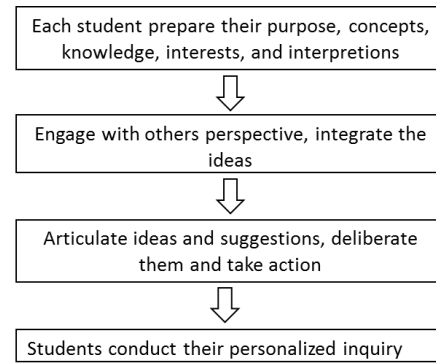 Each student prepare their purpose, concepts,
knowledge, interests, and interpretions
Engage with others perspective, integrate the
ideas
Articulate ideas and suggestions, deliberate
them and take action
Students conduct their personalized inquiry